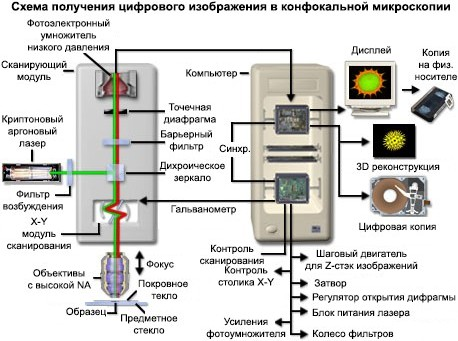 Схема получения цифрового изображения в конфокальной микроскопии
Фотоэлектронный
умножитель
низкого давления
Сканирующий
модуль
Точечная
диафрагма
Барьерный
фильтр
Криптоновый
аргоновый
лазер
Дихроическое
зеркало
Фильтр
возбуждения
X-Y
модуль
сканирования
Гальванометр
Фокус
Объективы
с высокой NA
Покровное
стекло
Образец
Предметное
стекло
Компьютер
Синхр.
Дисплей
Копия
на физ.
носителе
3D реконструкция
Цифровая копия
Контроль
сканирования
Контроль
столика X-Y
Усиления
фотоумножителя
Шаговый двигатель
для Z-стэк изображений
Затвор
Регулятор открытия дифрагмы
Блок питания лазера
Колесо фильтров